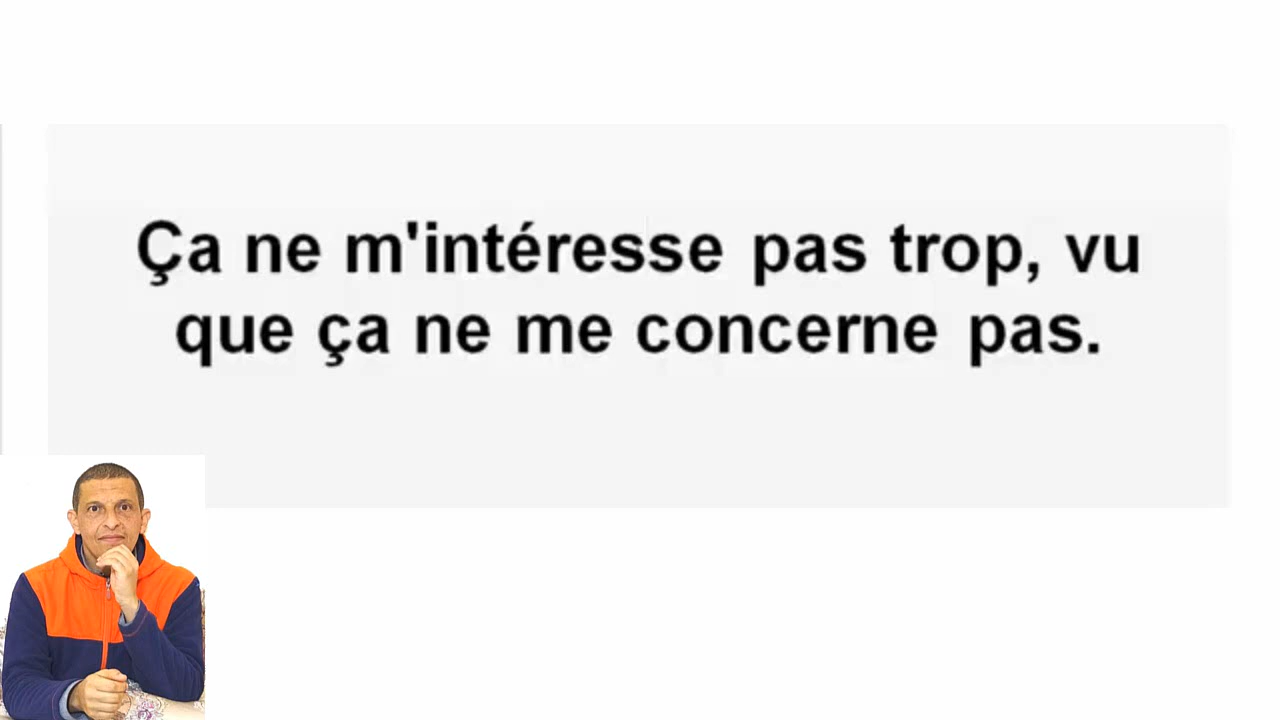 Ça ne m'intéresse pas trop, vu
que ça ne me concerne pas.